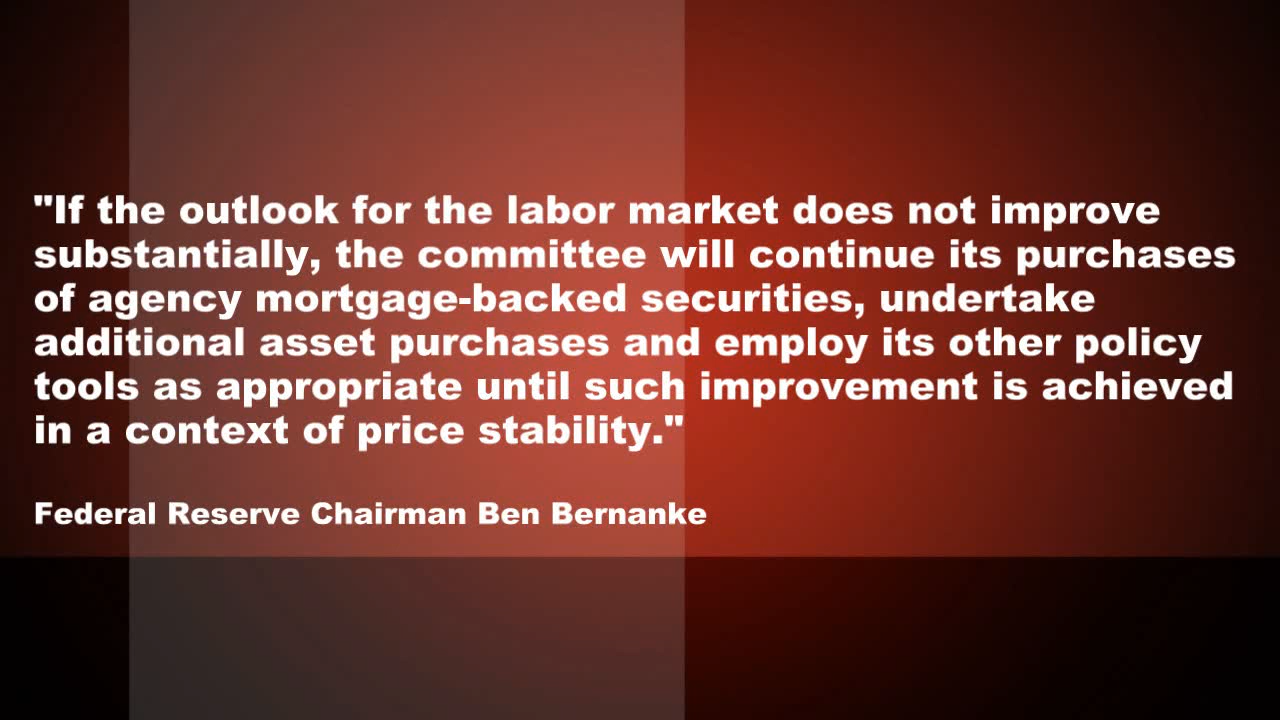 "If the outlook for the labor market does not improve
substantially, the committee will continue its purchases
of agency mortgage-backed securities, undertake
additional asset purchases and employ its other policy
tools as appropriate until such improvement is achieved
in a context of price stability."
Federal Reserve Chairman Ben Bernanke